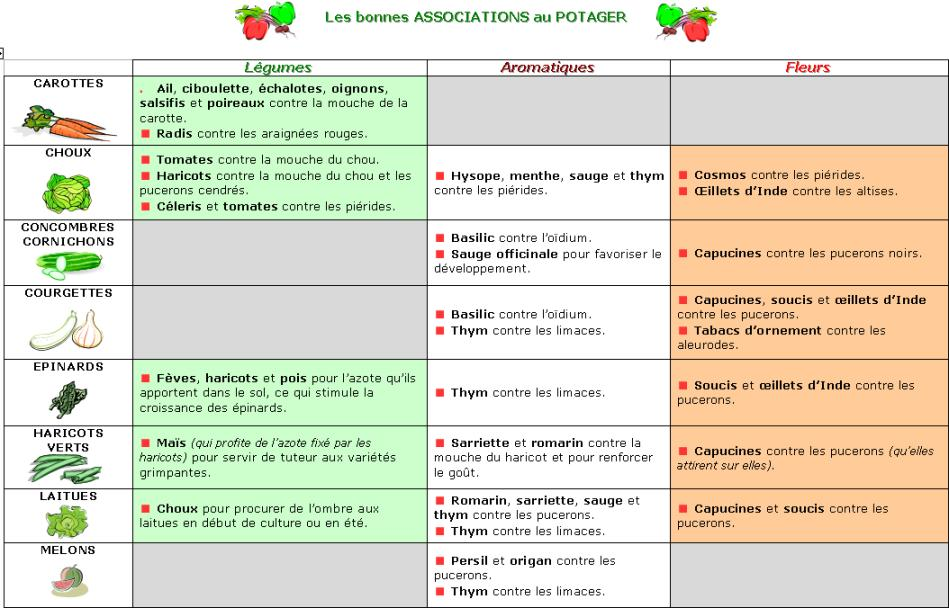 Les bonnes ASSOCIATIONS au POTAGER
Légumes
Aromatiques
Fleurs
CAROTTES
. Ail, ciboulette, échalotes, oignons,
salsifis et poireaux contre la mouche de la
carotte.
■ Radis contre les araignées rouges.
CHOUX
■ Tomates contre la mouche du chou.
■ Haricots contre la mouche du chou et les
pucerons cendrés.
■ Céleris et tomates contre les piérides.
■ Hysope, menthe, sauge et thym
contre les piérides.
■ Cosmos contre les piérides.
■ Œillets d'Inde contre les altises.
CONCOMBRES
CORNICHONS
■ Basilic contre l'oïdium.
■ Sauge officinale pour favoriser le
développement.
■ Capucines contre les pucerons noirs.
COURGETTES
■ Basilic contre l'oïdium.
■ Thym contre les limaces.
■ Capucines, soucis et œillets d'Inde
contre les pucerons.
■ Tabacs d'ornement contre les
aleurodes.
EPINARDS
■ Fèves, haricots et pois pour l'azote qu'ils
apportent dans le sol, ce qui stimule la
croissance des épinards.
■ Thym contre les limaces.
■ Soucis et œillets d'Inde contre les
pucerons.
HARICOTS
VERTS
■ Maïs (qui profite de l'azote fixé par les
haricots) pour servir de tuteur aux variétés
grimpantes.
■ Sarriette et romarin contre la
mouche du haricot et pour renforcer
le goût.
■ Capucines contre les pucerons (qu'elles
attirent sur elles).
LAITUES
■ Choux pour procurer de l'ombre aux
laitues en début de culture ou en été.
■ Romarin, sarriette, sauge et
thym contre les pucerons.
■ Thym contre les limaces.
■ Capucines et soucis contre les
pucerons.
MELONS
■ Persil et origan contre les
pucerons.
■ Thym contre les limaces.